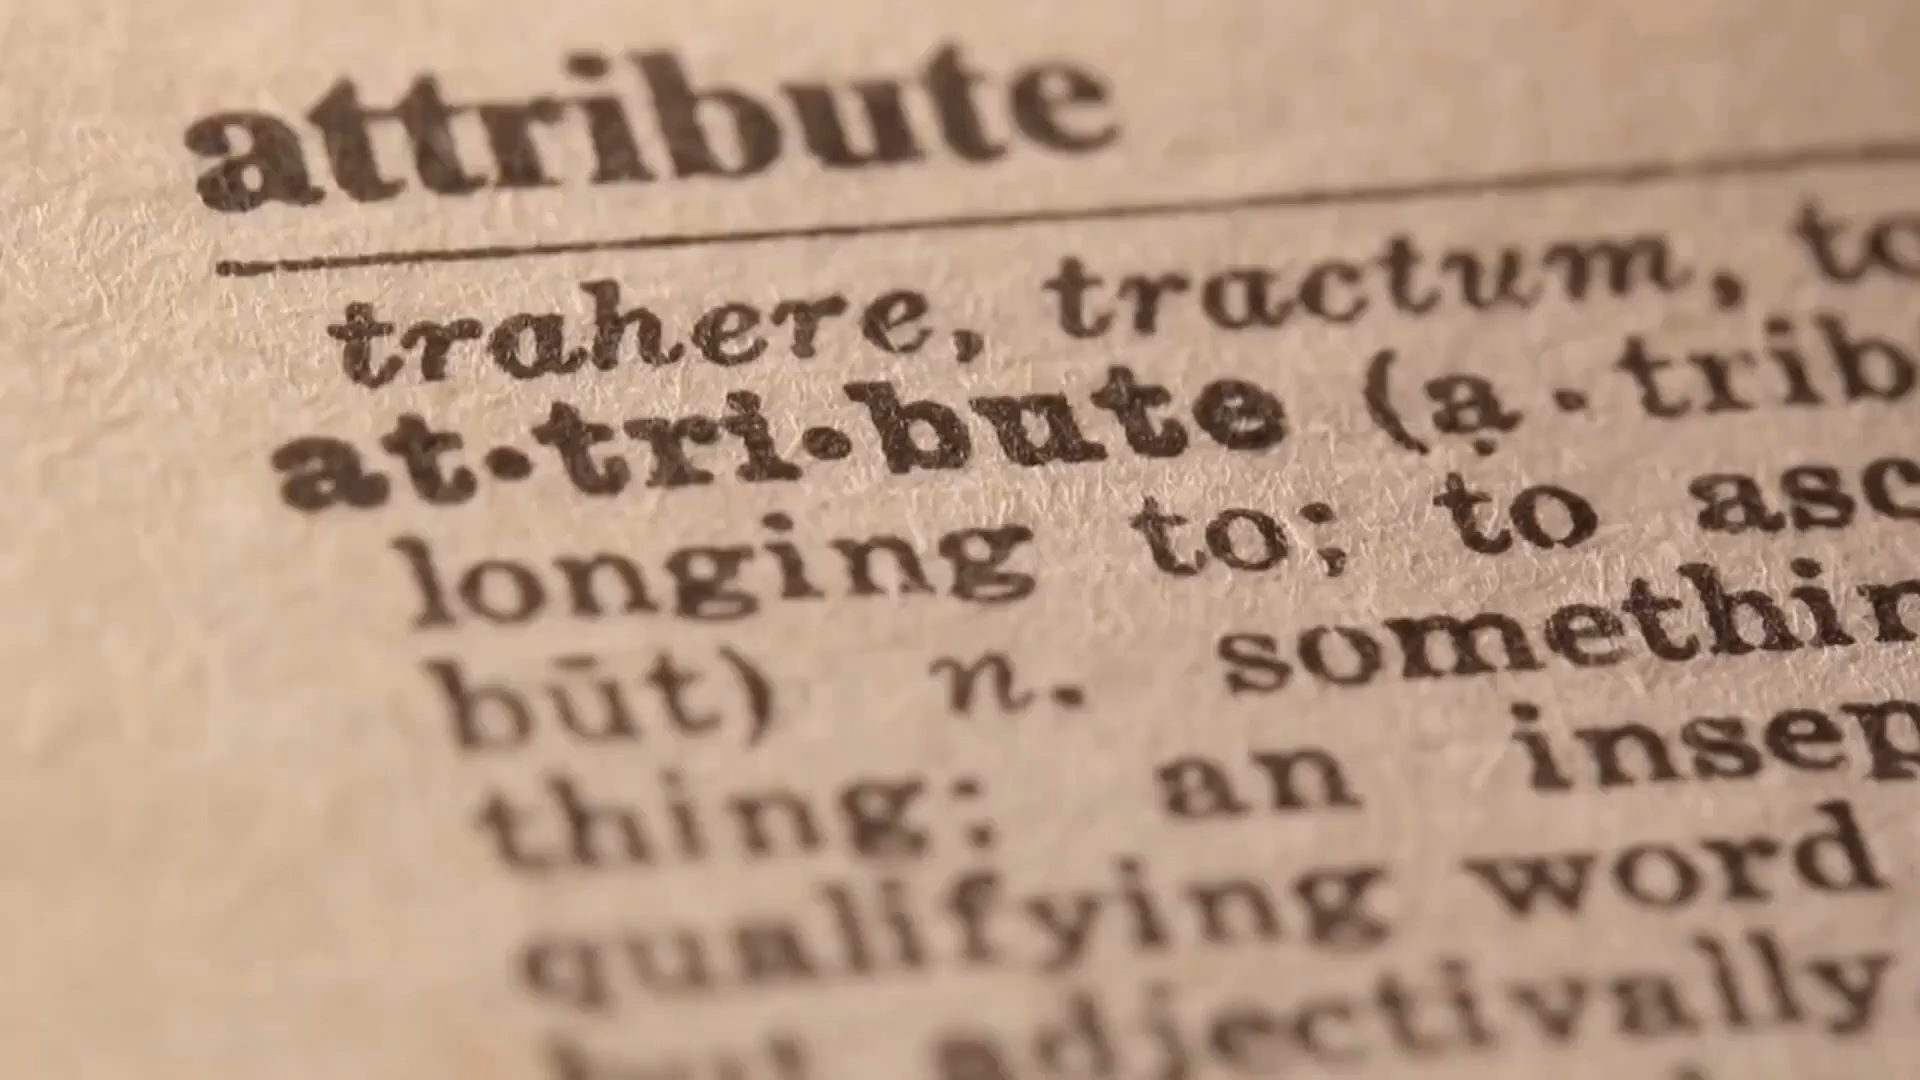 attribute
trahere, tractum, to
at•tri•bute (ạ•trib
longing to; to asc
būt) n. somethin
thing; an insep
qualifying word
but adjectivally,